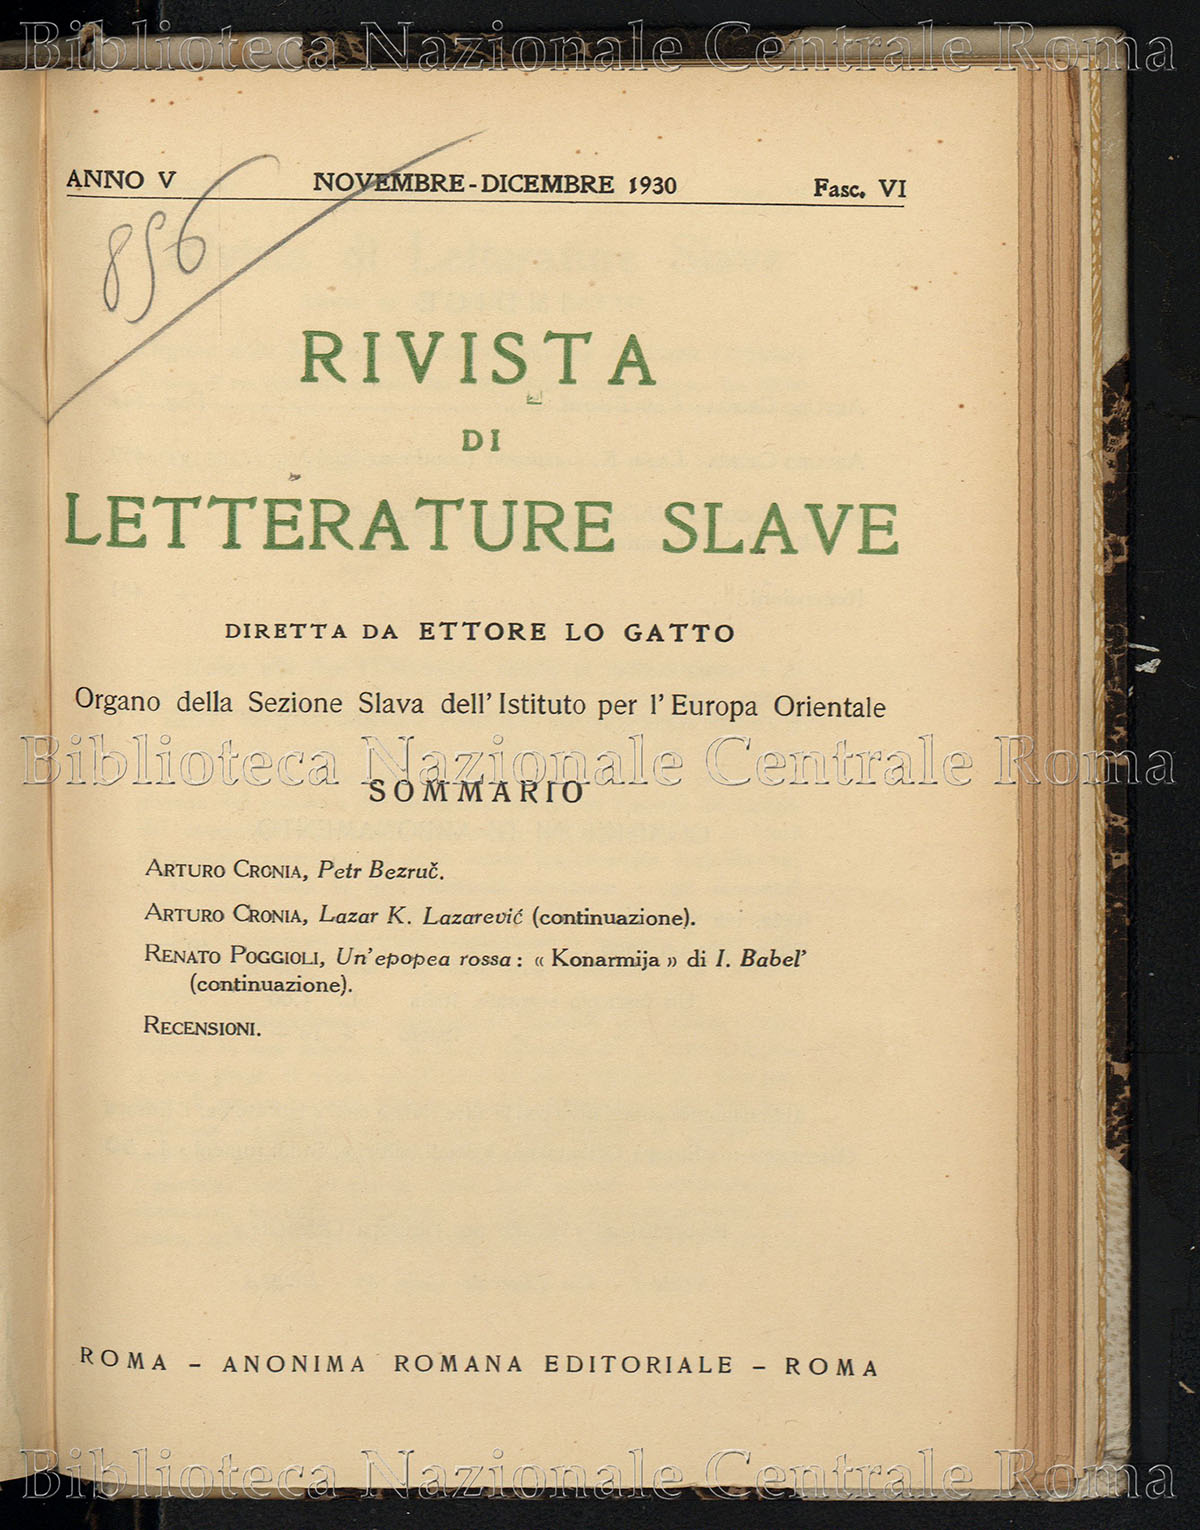 Biblioteca Nazionale Centrale Roma
ANNO V NOVEMBRE-DICEMBRE 1930 Fasc. VI
856
RIVISTA
DI
LETTERATURE SLAVE
DIRETTA DA ETTORE LO GATTO
Organo della Sezione Slava dell'Istituto per l'Europa Orientale
Biblioteca Nazionale Centrale Roma
SOMMARIO
ARTURO CRONIA, Petr Bezruč.
ARTURO CRONIA, Lazar K. Lazarević (continuazione).
RENATO POGGIOLI, Un'epopea rossa: « Konarmija » di I. Babel'
(continuazione).
RECENSIONI.
ROMA - ANONIMA ROMANA EDITORIALE - ROMA
Biblioteca Nazionale Centrale Roma